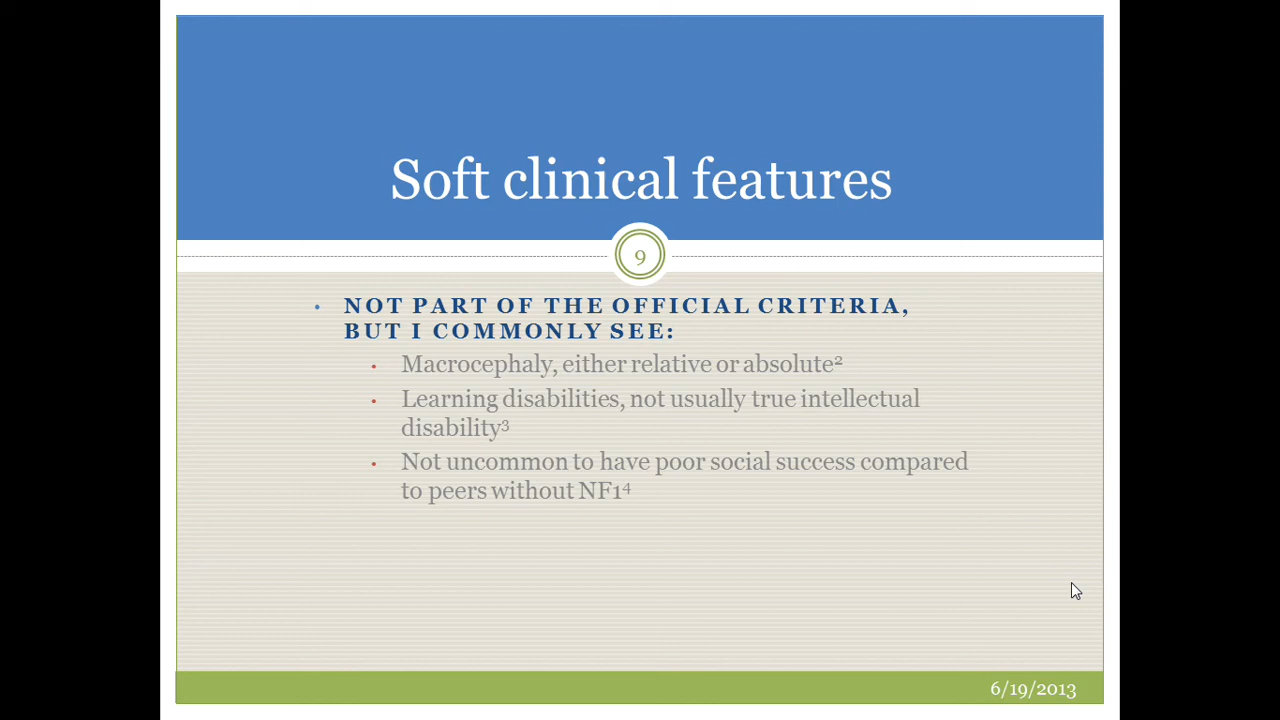 Soft clinical features
9
• NOT PART OF THE OFFICIAL CRITERIA,
BUT I COMMONLY SEE:
• Macrocephaly, either relative or absolute²
• Learning disabilities, not usually true intellectual
disability³
• Not uncommon to have poor social success compared
to peers without NF1⁴
6/19/2013